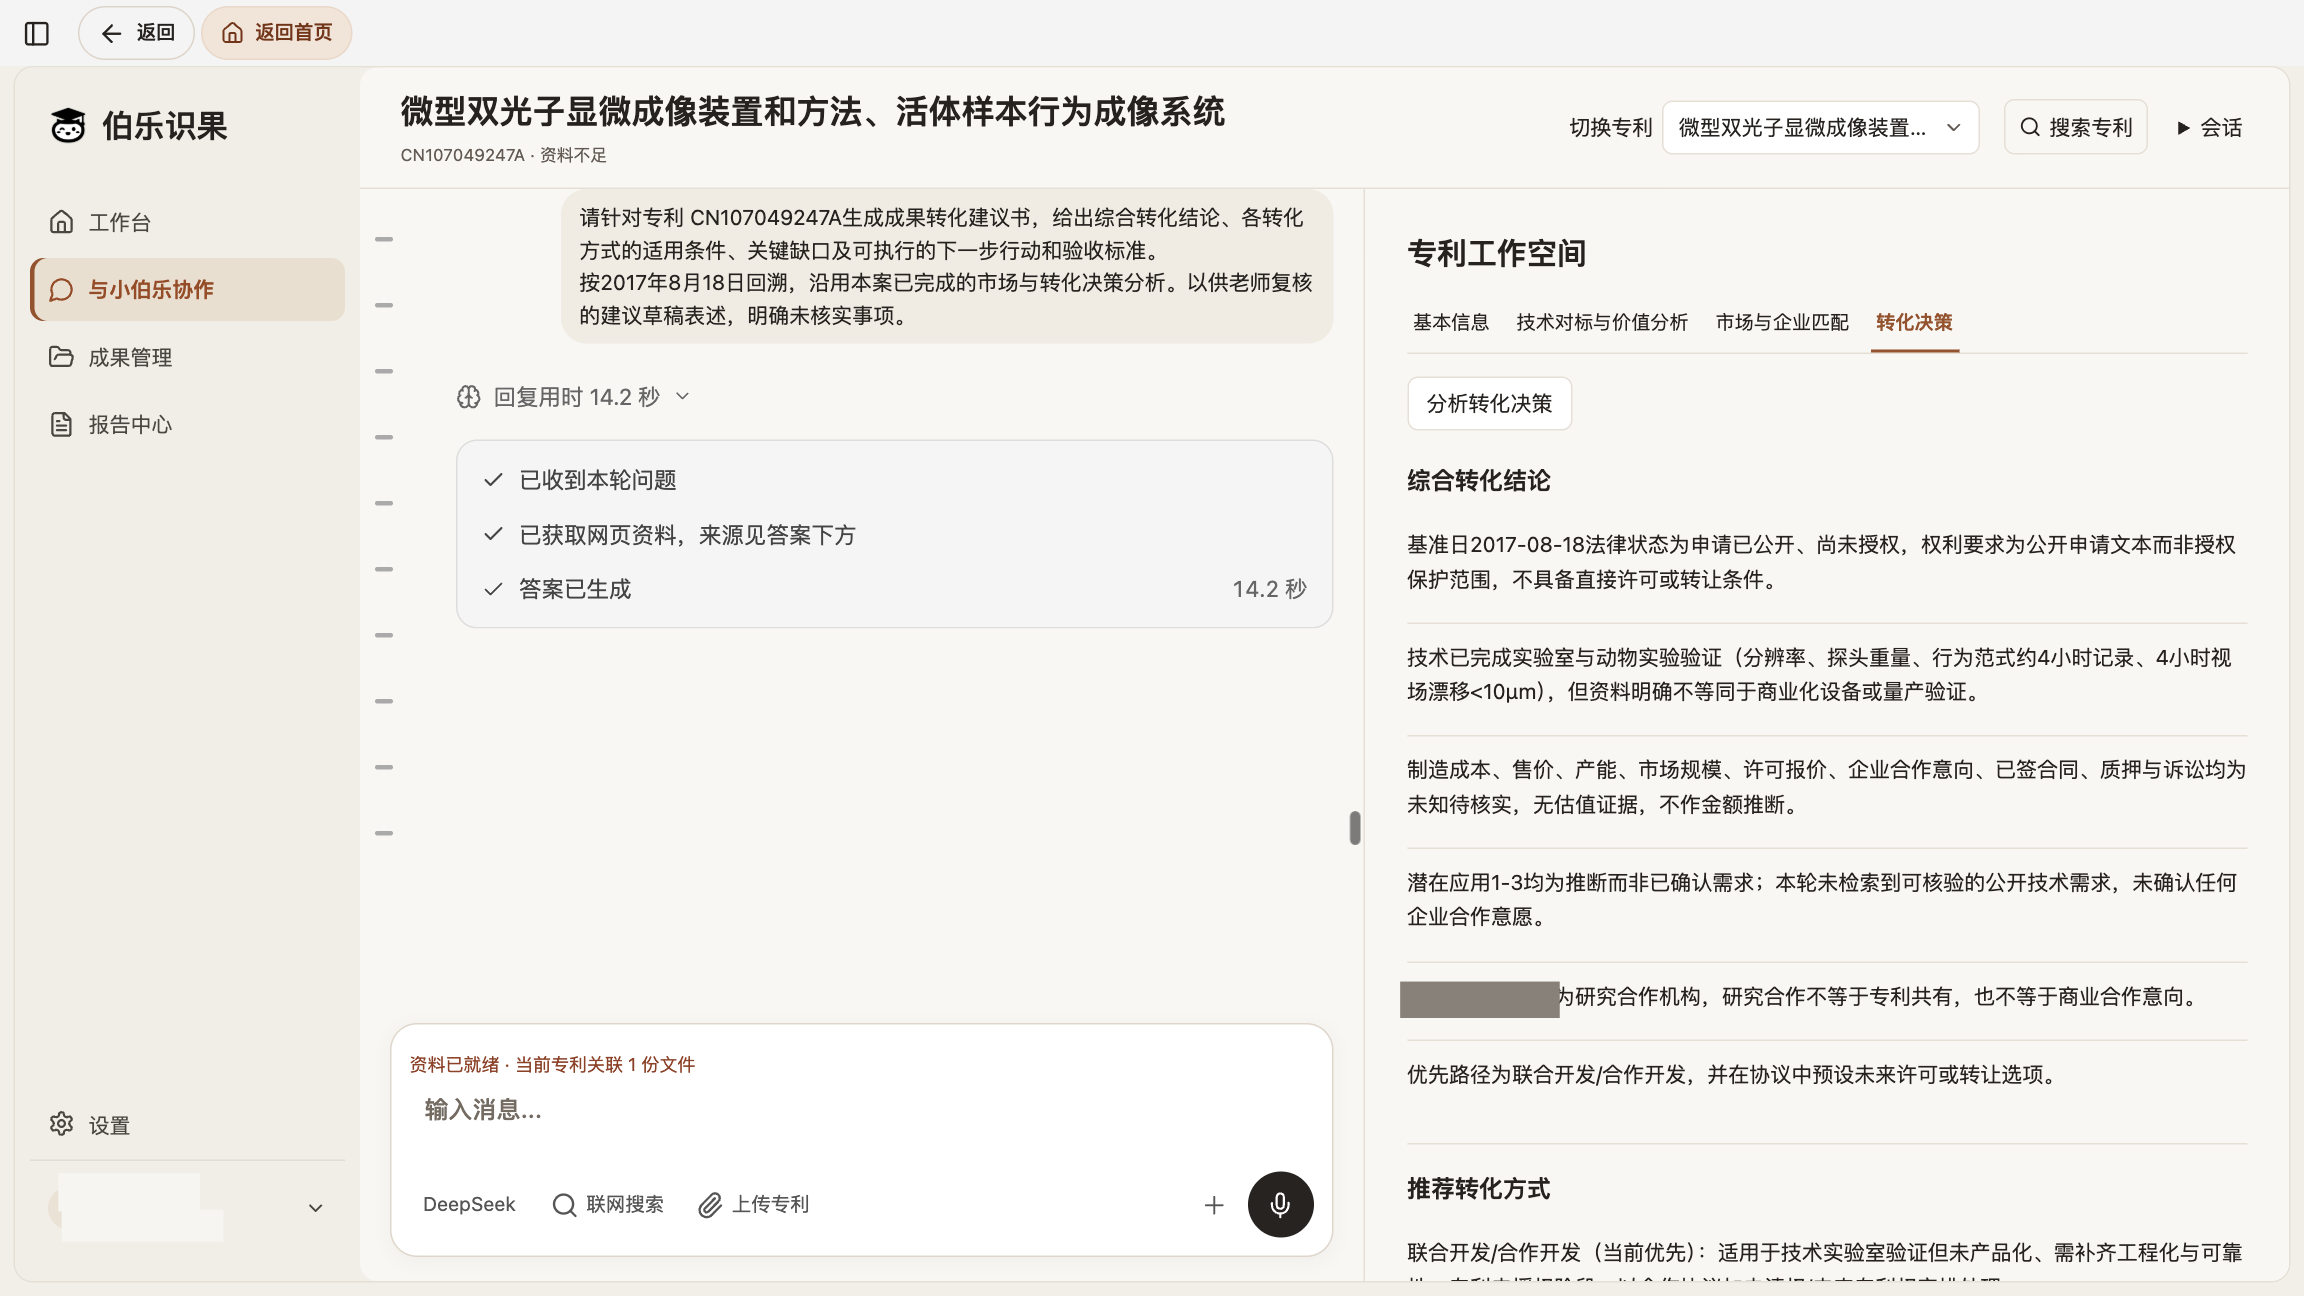 返回
返回首页
伯乐识果
工作台
与小伯乐协作
成果管理
报告中心
设置
微型双光子显微成像装置和方法、活体样本行为成像系统
CN107049247A · 资料不足
切换专利
微型双光子显微成像装置...
搜索专利
会话
请针对专利 CN107049247A生成成果转化建议书，给出综合转化结论、各转化
方式的适用条件、关键缺口及可执行的下一步行动和验收标准。
按2017年8月18日回溯，沿用本案已完成的市场与转化决策分析。以供老师复核
的建议草稿表述，明确未核实事项。
回复用时 14.2 秒
已收到本轮问题
已获取网页资料，来源见答案下方
答案已生成
14.2 秒
资料已就绪 · 当前专利关联 1 份文件
输入消息...
DeepSeek
联网搜索
上传专利
专利工作空间
基本信息
技术对标与价值分析
市场与企业匹配
转化决策
分析转化决策
综合转化结论
基准日2017-08-18法律状态为申请已公开、尚未授权，权利要求为公开申请文本而非授权
保护范围，不具备直接许可或转让条件。
技术已完成实验室与动物实验验证（分辨率、探头重量、行为范式约4小时记录、4小时视
场漂移<10μm），但资料明确不等同于商业化设备或量产验证。
制造成本、售价、产能、市场规模、许可报价、企业合作意向、已签合同、质押与诉讼均为
未知待核实，无估值证据，不作金额推断。
潜在应用1-3均为推断而非已确认需求；本轮未检索到可核验的公开技术需求，未确认任何
企业合作意愿。
为研究合作机构，研究合作不等于专利共有，也不等于商业合作意向。
优先路径为联合开发/合作开发，并在协议中预设未来许可或转让选项。
推荐转化方式
联合开发/合作开发（当前优先）：适用于技术实验室验证但未产品化、需补齐工程化与可靠